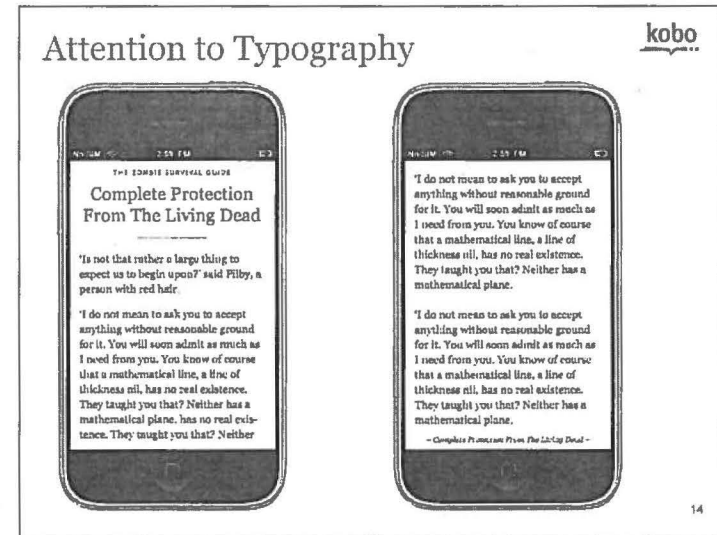 Attention to Typography
kobo
No SIM
2:59 PM
THE ZOMBIE SURVIVAL GUIDE
Complete Protection
From The Living Dead
'Is not that rather a large thing to
expect us to begin upon?' said Filby, a
person with red hair.
'I do not mean to ask you to accept
anything without reasonable ground
for it. You will soon admit as much as
I need from you. You know of course
that a mathematical line, a line of
thickness nil, has no real existence.
They taught you that? Neither has a
mathematical plane, has no real exis-
tence. They taught you that? Neither
No SIM
2:59 PM
'I do not mean to ask you to accept
anything without reasonable ground
for it. You will soon admit as much as
I need from you. You know of course
that a mathematical line, a line of
thickness nil, has no real existence.
They taught you that? Neither has a
mathematical plane.
'I do not mean to ask you to accept
anything without reasonable ground
for it. You will soon admit as much as
I need from you. You know of course
that a mathematical line, a line of
thickness nil, has no real existence.
They taught you that? Neither has a
mathematical plane.
~ Complete Protection From The Living Dead ~
14